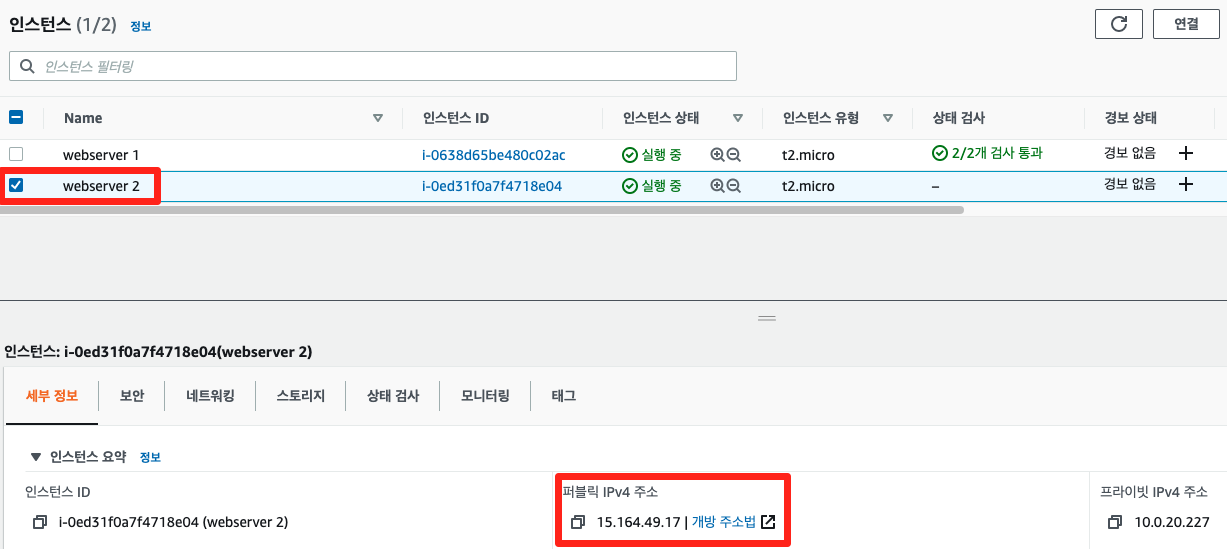 인스턴스 (1/2) 정보 연결
인스턴스 필터링
Name 인스턴스 ID 인스턴스 상태 인스턴스 유형 상태 검사 경보 상태
webserver 1 i-0638d65be480c02ac 실행 중 t2.micro 2/2개 검사 통과 경보 없음 +
webserver 2 i-0ed31f0a7f4718e04 실행 중 t2.micro – 경보 없음 +
인스턴스: i-0ed31f0a7f4718e04(webserver 2)
세부 정보 보안 네트워킹 스토리지 상태 검사 모니터링 태그
▼ 인스턴스 요약 정보
인스턴스 ID 퍼블릭 IPv4 주소 프라이빗 IPv4 주소
i-0ed31f0a7f4718e04 (webserver 2) 15.164.49.17 | 개방 주소법 10.0.20.227